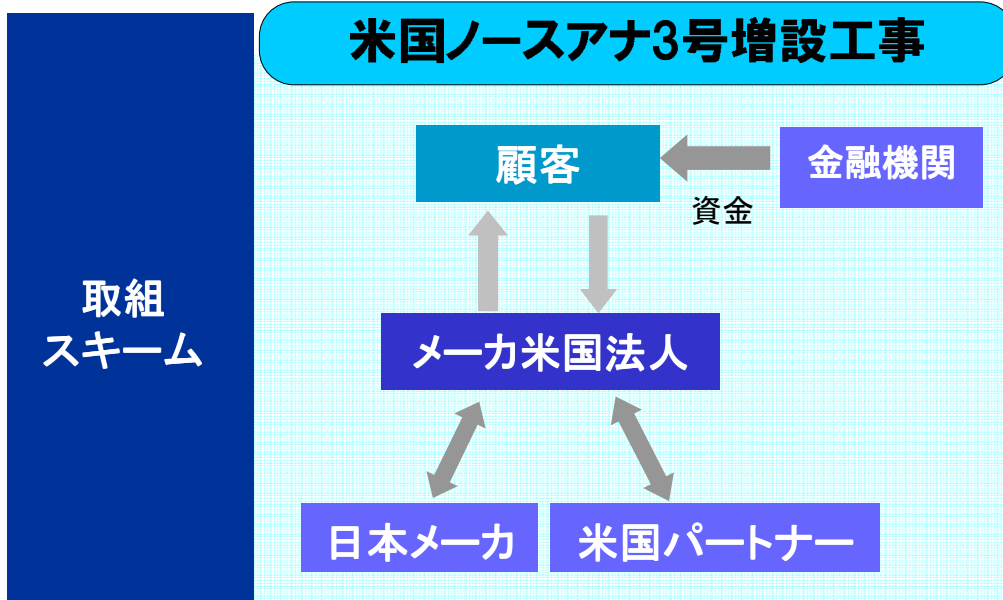 米国ノースアナ3号増設工事
取組
スキーム
顧客
金融機関
資金
メーカ米国法人
日本メーカ
米国パートナー